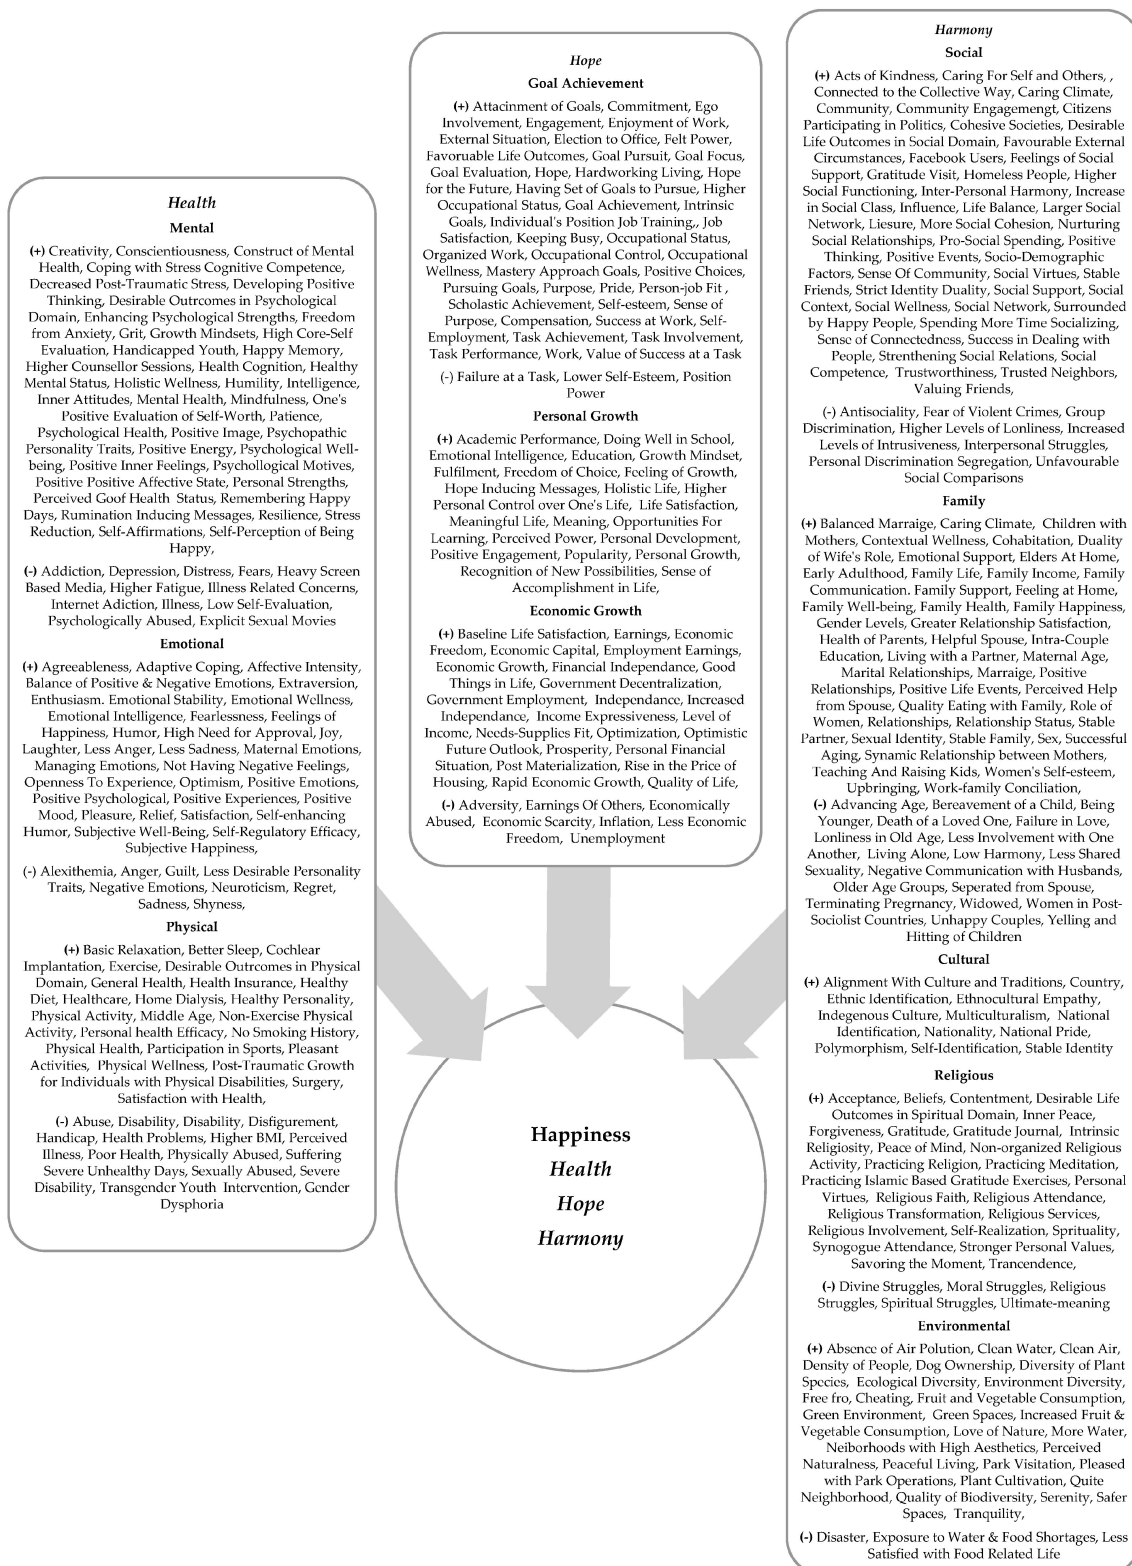 Health
Mental
(+) Creativity, Conscientiousness, Construct of Mental
Health, Coping with Stress Cognitive Competence,
Decreased Post-Traumatic Stress, Developing Positive
Thinking, Desirable Outcomes in Psychological
Domain, Enhancing Psychological Strengths, Freedom
from Anxiety, Grit, Growth Mindsets, High Core-Self
Evaluation, Handicapped Youth, Happy Memory,
Higher Counsellor Sessions, Health Cognition, Healthy
Mental Status, Holistic Wellness, Humility, Intelligence,
Inner Attitudes, Mental Health, Mindfulness, One's
Positive Evaluation of Self-Worth, Patience,
Psychological Health, Positive Image, Psychopathic
Personality Traits, Positive Energy, Psychological Well-
being, Positive Inner Feelings, Psychollogical Motives,
Positive Positive Affective State, Personal Strengths,
Perceived Goof Health Status, Remembering Happy
Days, Rumination Inducing Messages, Resilience, Stress
Reduction, Self-Affirmations, Self-Perception of Being
Happy,
(-) Addiction, Depression, Distress, Fears, Heavy Screen
Based Media, Higher Fatigue, Illness Related Concerns,
Internet Adiction, Illness, Low Self-Evaluation,
Psychologically Abused, Explicit Sexual Movies
Emotional
(+) Agreeableness, Adaptive Coping, Affective Intensity,
Balance of Positive & Negative Emotions, Extraversion,
Enthusiasm. Emotional Stability, Emotional Wellness,
Emotional Intelligence, Fearlessness, Feelings of
Happiness, Humor, High Need for Approval, Joy,
Laughter, Less Anger, Less Sadness, Maternal Emotions,
Managing Emotions, Not Having Negative Feelings,
Openness To Experience, Optimism, Positive Emotions,
Positive Psychological, Positive Experiences, Positive
Mood, Pleasure, Relief, Satisfaction, Self-enhancing
Humor, Subjective Well-Being, Self-Regulatory Efficacy,
Subjective Happiness,
(-) Alexithemia, Anger, Guilt, Less Desirable Personality
Traits, Negative Emotions, Neuroticism, Regret,
Sadness, Shyness,
Physical
(+) Basic Relaxation, Better Sleep, Cochlear
Implantation, Exercise, Desirable Outcomes in Physical
Domain, General Health, Health Insurance, Healthy
Diet, Healthcare, Home Dialysis, Healthy Personality,
Physical Activity, Middle Age, Non-Exercise Physical
Activity, Personal health Efficacy, No Smoking History,
Physical Health, Participation in Sports, Pleasant
Activities, Physical Wellness, Post-Traumatic Growth
for Individuals with Physical Disabilities, Surgery,
Satisfaction with Health,
(-) Abuse, Disability, Disability, Disfigurement,
Handicap, Health Problems, Higher BMI, Perceived
Illness, Poor Health, Physically Abused, Suffering
Severe Unhealthy Days, Sexually Abused, Severe
Disability, Transgender Youth Intervention, Gender
Dysphoria
Hope
Goal Achievement
(+) Attacinment of Goals, Commitment, Ego
Involvement, Engagement, Enjoyment of Work,
External Situation, Election to Office, Felt Power,
Favoruable Life Outcomes, Goal Pursuit, Goal Focus,
Goal Evaluation, Hope, Hardworking Living, Hope
for the Future, Having Set of Goals to Pursue, Higher
Occupational Status, Goal Achievement, Intrinsic
Goals, Individual's Position Job Training,, Job
Satisfaction, Keeping Busy, Occupational Status,
Organized Work, Occupational Control, Occupational
Wellness, Mastery Approach Goals, Positive Choices,
Pursuing Goals, Purpose, Pride, Person-job Fit ,
Scholastic Achievement, Self-esteem, Sense of
Purpose, Compensation, Success at Work, Self-
Employment, Task Achievement, Task Involvement,
Task Performance, Work, Value of Success at a Task
(-) Failure at a Task, Lower Self-Esteem, Position
Power
Personal Growth
(+) Academic Performance, Doing Well in School,
Emotional Intelligence, Education, Growth Mindset,
Fulfilment, Freedom of Choice, Feeling of Growth,
Hope Inducing Messages, Holistic Life, Higher
Personal Control over One's Life, Life Satisfaction,
Meaningful Life, Meaning, Opportunities For
Learning, Perceived Power, Personal Development,
Positive Engagement, Popularity, Personal Growth,
Recognition of New Possibilities, Sense of
Accomplishment in Life,
Economic Growth
(+) Baseline Life Satisfaction, Earnings, Economic
Freedom, Economic Capital, Employment Earnings,
Economic Growth, Financial Independence, Good
Things in Life, Government Decentralization,
Government Employment, Independance, Increased
Independance, Income Expressiveness, Level of
Income, Needs-Supplies Fit, Optimization, Optimistic
Future Outlook, Prosperity, Personal Financial
Situation, Post Materialization, Rise in the Price of
Housing, Rapid Economic Growth, Quality of Life,
(-) Adversity, Earnings Of Others, Economically
Abused, Economic Scarcity, Inflation, Less Economic
Freedom, Unemployment
Harmony
Social
(+) Acts of Kindness, Caring For Self and Others, ,
Connected to the Collective Way, Caring Climate,
Community, Community Engagemengt, Citizens
Participating in Politics, Cohesive Societies, Desirable
Life Outcomes in Social Domain, Favourable External
Circumstances, Facebook Users, Feelings of Social
Support, Gratitude Visit, Homeless People, Higher
Social Functioning, Inter-Personal Harmony, Increase
in Social Class, Influence, Life Balance, Larger Social
Network, Liesure, More Social Cohesion, Nurturing
Social Relationships, Pro-Social Spending, Positive
Thinking, Positive Events, Socio-Demographic
Factors, Sense Of Community, Social Virtues, Stable
Friends, Strict Identity Duality, Social Support, Social
Context, Social Wellness, Social Network, Surrounded
by Happy People, Spending More Time Socializing,
Sense of Connectedness, Success in Dealing with
People, Strenthening Social Relations, Social
Competence, Trustworthiness, Trusted Neighbors,
Valuing Friends,
(-) Antisociality, Fear of Violent Crimes, Group
Discrimination, Higher Levels of Lonliness, Increased
Levels of Intrusiveness, Interpersonal Struggles,
Personal Discrimination Segregation, Unfavourable
Social Comparisons
Family
(+) Balanced Marraige, Caring Climate, Children with
Mothers, Contextual Wellness, Cohabitation, Duality
of Wife's Role, Emotional Support, Elders At Home,
Early Adulthood, Family Life, Family Income, Family
Communication. Family Support, Feeling at Home,
Family Well-being, Family Health, Family Happiness,
Gender Levels, Greater Relationship Satisfaction,
Health of Parents, Helpful Spouse, Intra-Couple
Education, Living with a Partner, Maternal Age,
Marital Relationships, Marraige, Positive
Relationships, Positive Life Events, Perceived Help
from Spouse, Quality Eating with Family, Role of
Women, Relationships, Relationship Status, Stable
Partner, Sexual Identity, Stable Family, Sex, Successful
Aging, Synamic Relationship between Mothers,
Teaching And Raising Kids, Women's Self-esteem,
Upbringing, Work-family Conciliation,
(-) Advancing Age, Bereavement of a Child, Being
Younger, Death of a Loved One, Failure in Love,
Lonliness in Old Age, Less Involvement with One
Another, Living Alone, Low Harmony, Less Shared
Sexuality, Negative Communication with Husbands,
Older Age Groups, Seperated from Spouse,
Terminating Pregrnancy, Widowed, Women in Post-
Sociolist Countries, Unhappy Couples, Yelling and
Hitting of Children
Cultural
(+) Alignment With Culture and Traditions, Country,
Ethnic Identification, Ethnocultural Empathy,
Indegenous Culture, Multiculturalism, National
Identification, Nationality, National Pride,
Polymorphism, Self-Identification, Stable Identity
Religious
(+) Acceptance, Beliefs, Contentment, Desirable Life
Outcomes in Spiritual Domain, Inner Peace,
Forgiveness, Gratitude, Gratitude Journal, Intrinsic
Religiosity, Peace of Mind, Non-organized Religious
Activity, Practicing Religion, Practicing Meditation,
Practicing Islamic Based Gratitude Exercises, Personal
Virtues, Religious Faith, Religious Attendance,
Religious Transformation, Religious Services,
Religious Involvement, Self-Realization, Sprituality,
Synogogue Attendance, Stronger Personal Values,
Savoring the Moment, Trancendence,
(-) Divine Struggles, Moral Struggles, Religious
Struggles, Spiritual Struggles, Ultimate-meaning
Environmental
(+) Absence of Air Polution, Clean Water, Clean Air,
Density of People, Dog Ownership, Diversity of Plant
Species, Ecological Diversity, Environment Diversity,
Free fro, Cheating, Fruit and Vegetable Consumption,
Green Environment, Green Spaces, Increased Fruit &
Vegetable Consumption, Love of Nature, More Water,
Neiborhoods with High Aesthetics, Perceived
Naturalness, Peaceful Living, Park Visitation, Pleased
with Park Operations, Plant Cultivation, Quite
Neighborhood, Quality of Biodiversity, Serenity, Safer
Spaces, Tranquility,
(-) Disaster, Exposure to Water & Food Shortages, Less
Satisfied with Food Related Life
Happiness
Health
Hope
Harmony